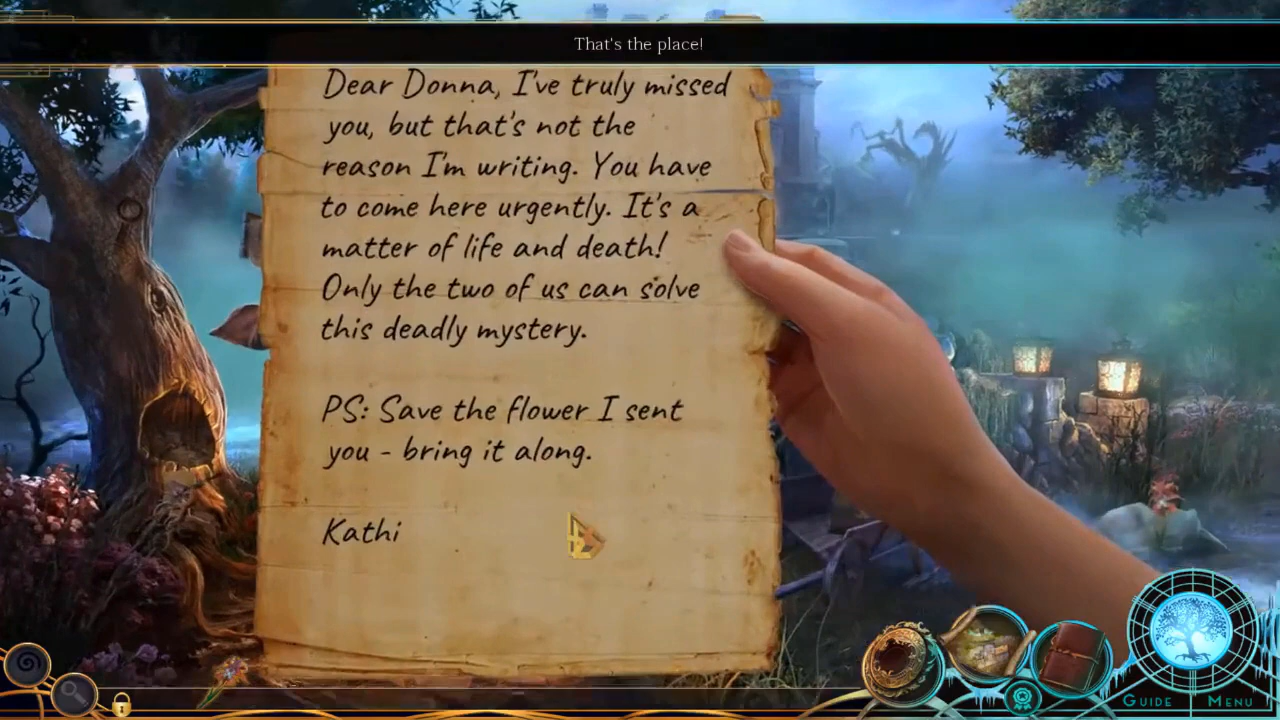 That's the place!
Dear Donna, I've truly missed
you, but that's not the
reason I'm writing. You have
to come here urgently. It's a
matter of life and death!
Only the two of us can solve
this deadly mystery.
PS: Save the flower I sent
you - bring it along.
Kathi
GUIDE MENU